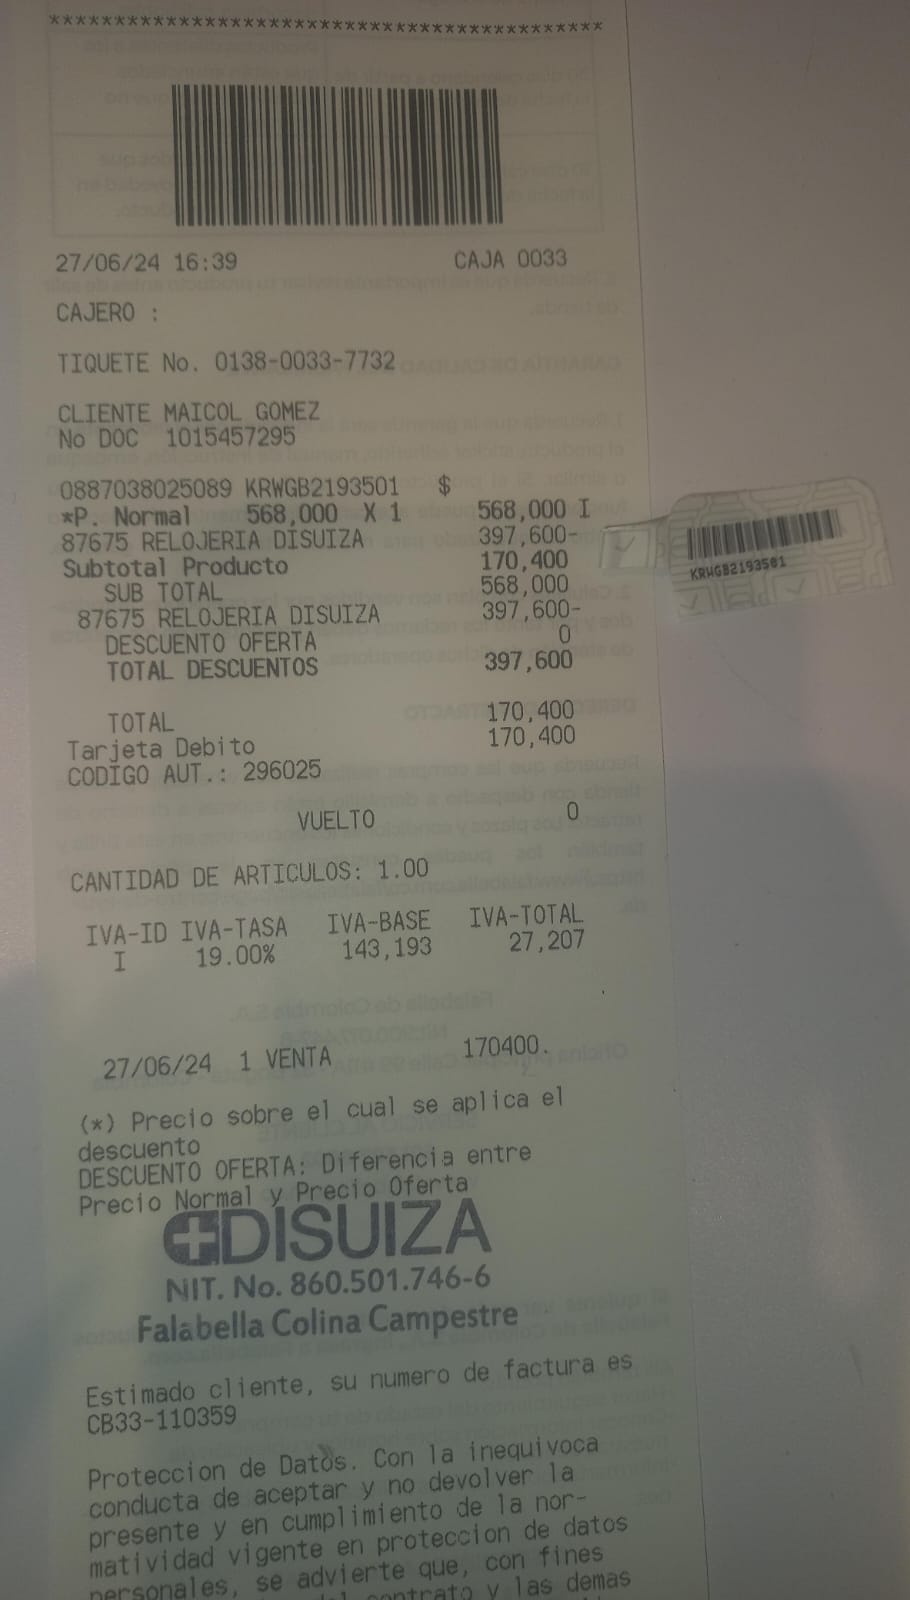 ******************************************
27/06/24 16:39 CAJA 0033
CAJERO :
TIQUETE No. 0138-0033-7732
CLIENTE MAICOL GOMEZ
No DOC 1015457295
0887038025089 KRWGB2193501 $
*P. Normal 568,000 X 1 568,000 I
87675 RELOJERIA DISUIZA 397,600-
Subtotal Producto 170,400
SUB TOTAL 568,000
87675 RELOJERIA DISUIZA 397,600-
DESCUENTO OFERTA 0
TOTAL DESCUENTOS 397,600
KRWGB2193501
TOTAL 170,400
Tarjeta Debito 170,400
CODIGO AUT.: 296025
VUELTO 0
CANTIDAD DE ARTICULOS: 1.00
IVA-ID IVA-TASA IVA-BASE IVA-TOTAL
I 19.00% 143,193 27,207
27/06/24 1 VENTA 170400.
(*) Precio sobre el cual se aplica el
descuento
DESCUENTO OFERTA: Diferencia entre
Precio Normal y Precio Oferta
DISUIZA
NIT. No. 860.501.746-6
Falabella Colina Campestre
Estimado cliente, su numero de factura es
CB33-110359
Proteccion de Datos. Con la inequivoca
conducta de aceptar y no devolver la
presente y en cumplimiento de la nor-
matividad vigente en proteccion de datos
personales, se advierte que, con fines
contrato y las demas